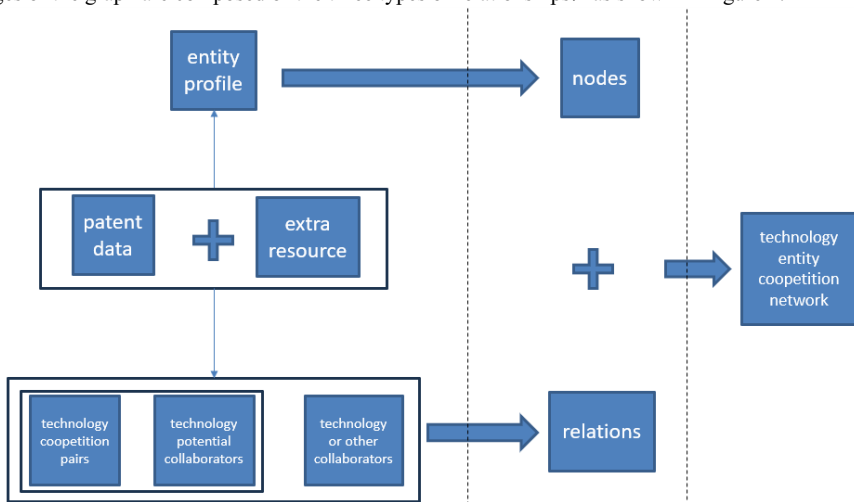 entity
profile
nodes
patent
data
extra
resource
technology
entity
coopetition
network
technology
coopetition
pairs
technology
potential
collaborators
technology
or other
collaborators
relations